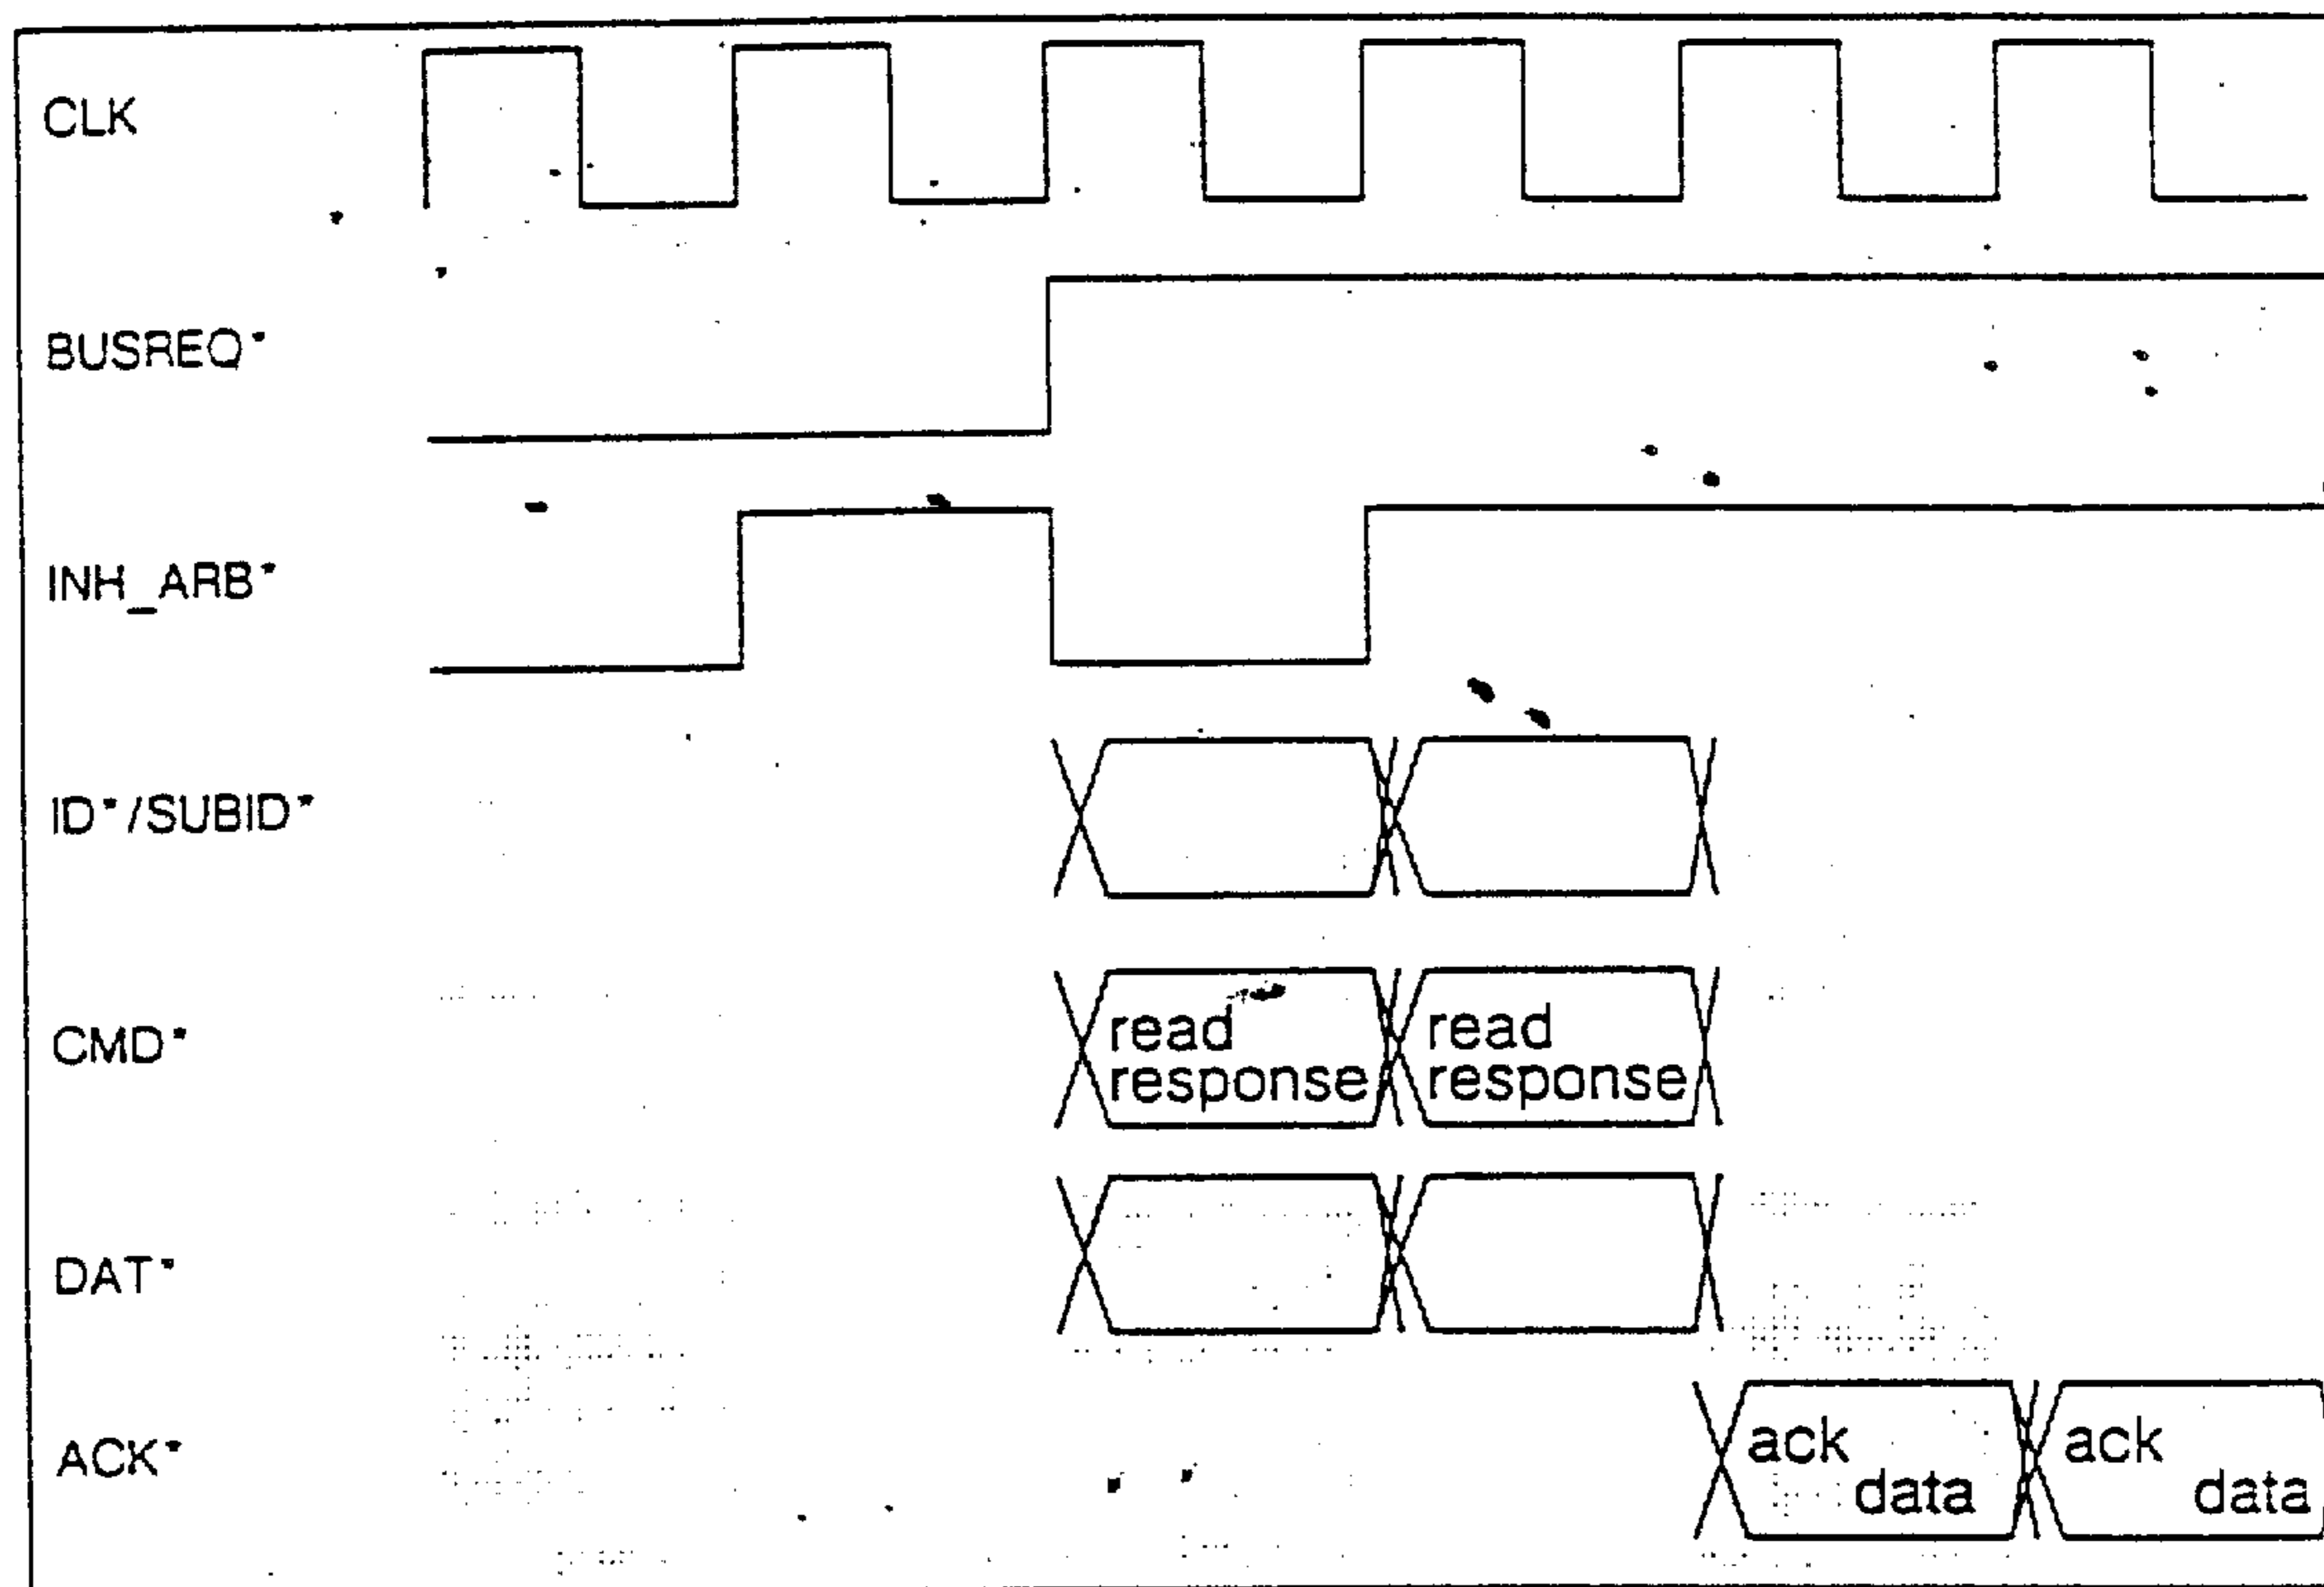 CLK
BUSREQ*
INH_ARB*
ID*/SUBID*
CMD*
read read
response response
DAT*
ACK*
ack ack
data data